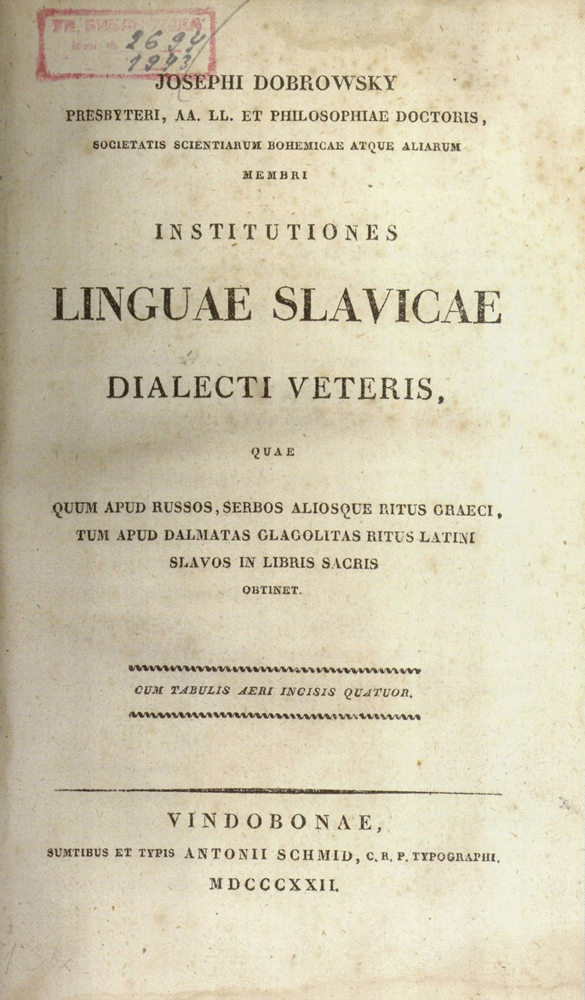 2694
1943
JOSEPHI DOBROWSKY
PRESBYTERI, AA. LL. ET PHILOSOPHIAE DOCTORIS,
SOCIETATIS SCIENTIARUM BOHEMICAE ATQUE ALIARUM
MEMBRI
INSTITUTIONES
LINGUAE SLAVICAE
DIALECTI VETERIS,
QUAE
QUUM APUD RUSSOS, SERBOS ALIOSQUE RITUS GRAECI,
TUM APUD DALMATAS GLAGOLITAS RITUS LATINI
SLAVOS IN LIBRIS SACRIS
OBTINET.
CUM TABULIS AERI INCISIS QUATUOR.
VINDOBONAE,
SUMTIBUS ET TYPIS ANTONII SCHMID, C. R. P. TYPOGRAPHI.
MDCCCXXII.